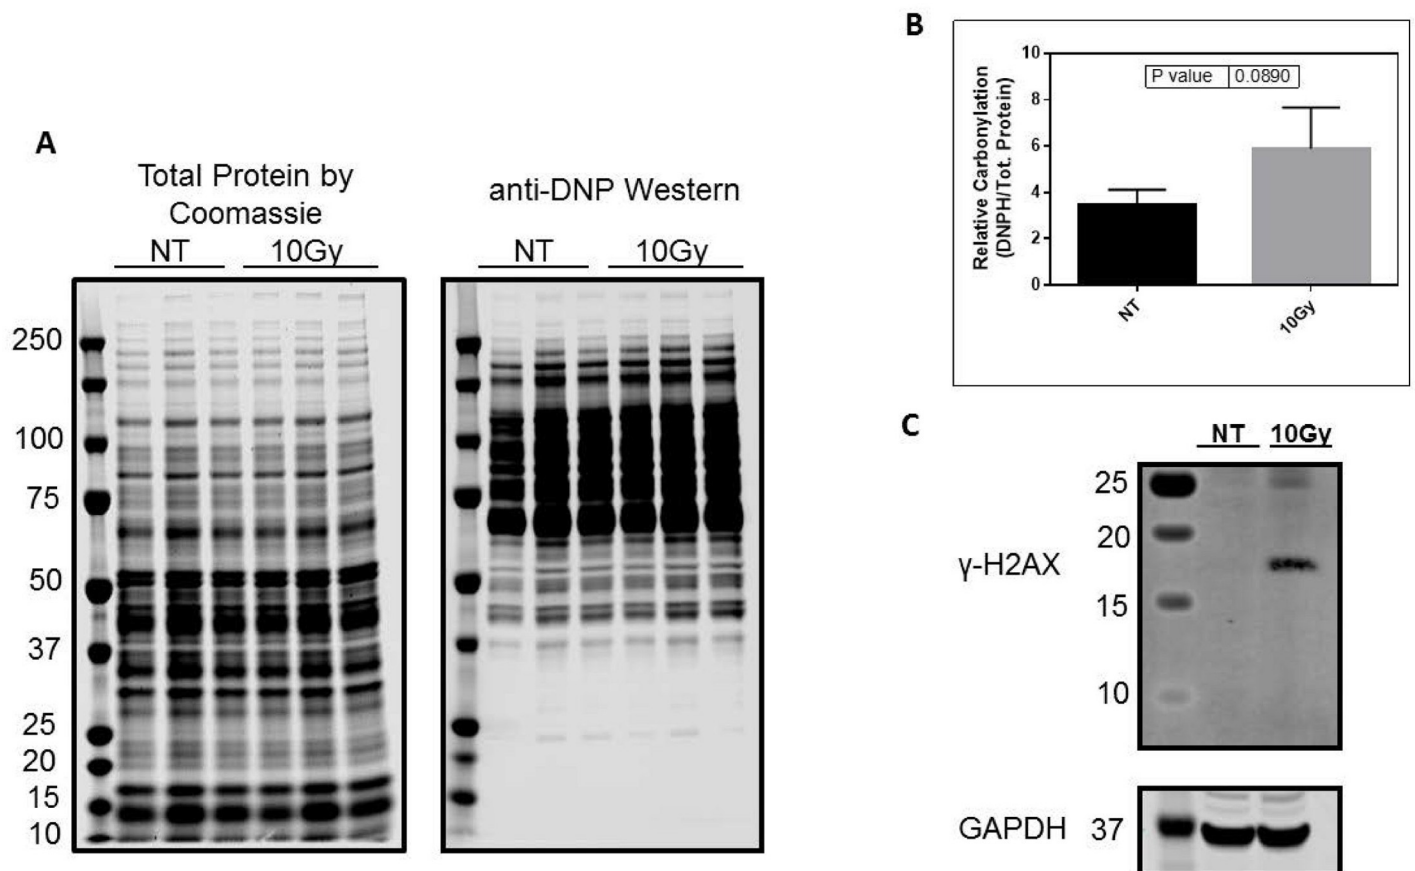 A
Total Protein by
Coomassie
NT 10Gy
250
100
75
50
37
25
20
15
10
anti-DNP Western
NT 10Gy
B
Relative Carbonylation
(DNPH/Tot. Protein)
10
8
6
4
2
0
P value 0.0890
NT
10Gy
C
NT 10Gy
25
20
15
10
γ-H2AX
GAPDH 37